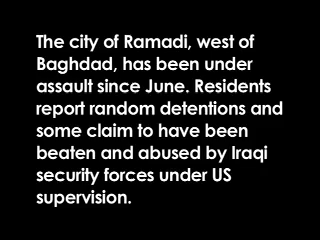 The city of Ramadi, west of
Baghdad, has been under
assault since June. Residents
report random detentions and
some claim to have been
beaten and abused by Iraqi
security forces under US
supervision.